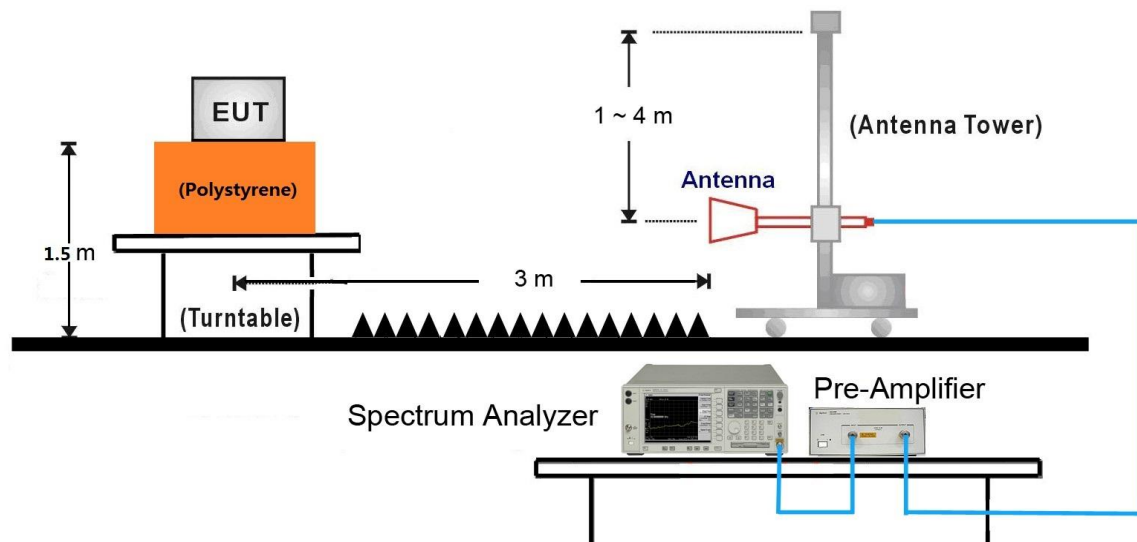 EUT
1 ~ 4 m
(Antenna Tower)
(Polystyrene)
Antenna
1.5 m
3 m
(Turntable)
Pre-Amplifier
Spectrum Analyzer